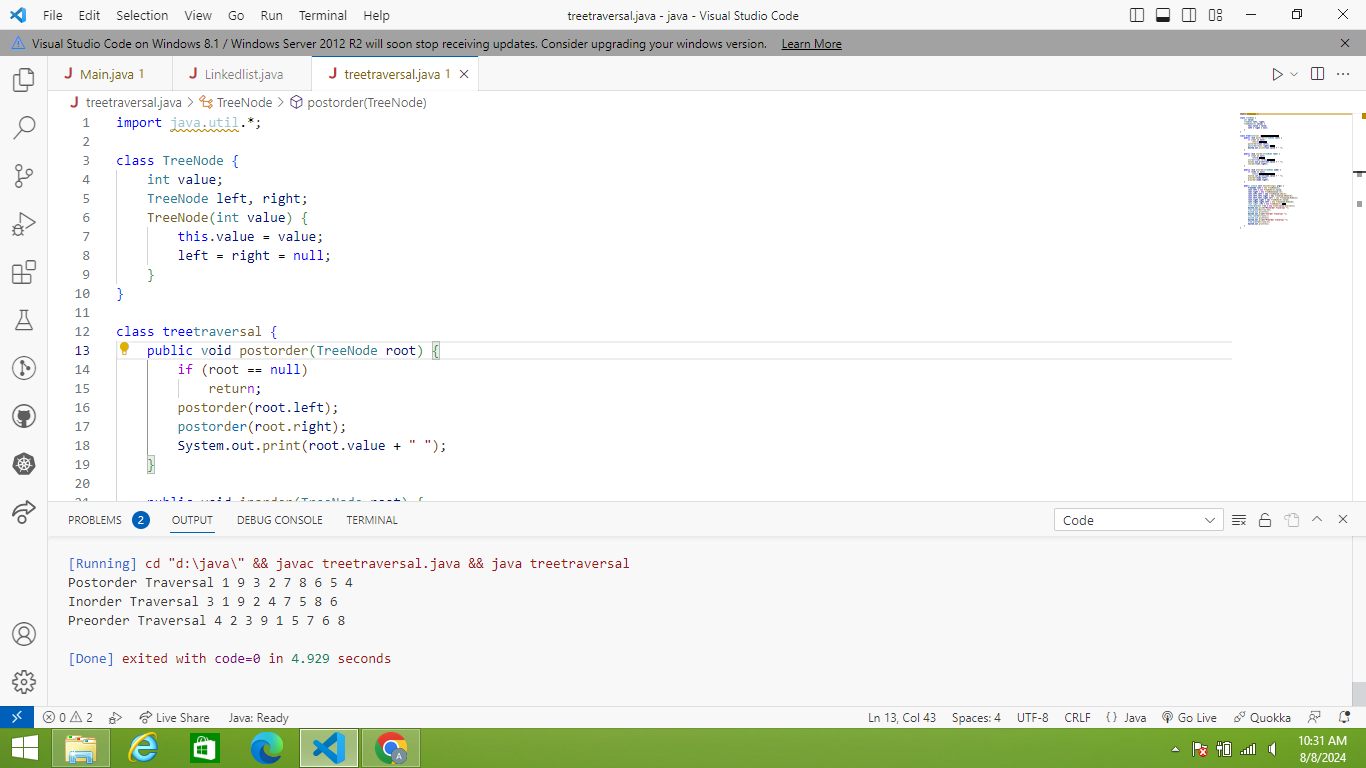 File Edit Selection View Go Run Terminal Help treetraversal.java - java - Visual Studio Code
Visual Studio Code on Windows 8.1 / Windows Server 2012 R2 will soon stop receiving updates. Consider upgrading your windows version. Learn More
J Main.java 1 J Linkedlist.java J treetraversal.java 1
J treetraversal.java > TreeNode > postorder(TreeNode)
1 import java.util.*;
2
3 class TreeNode {
4 int value;
5 TreeNode left, right;
6 TreeNode(int value) {
7 this.value = value;
8 left = right = null;
9 }
10 }
11
12 class treetraversal {
13 public void postorder(TreeNode root) {
14 if (root == null)
15 return;
16 postorder(root.left);
17 postorder(root.right);
18 System.out.print(root.value + " ");
19 }
20
21 public void inorder(TreeNode root) {
PROBLEMS 2 OUTPUT DEBUG CONSOLE TERMINAL Code
[Running] cd "d:\java\" && javac treetraversal.java && java treetraversal
Postorder Traversal 1 9 3 2 7 8 6 5 4
Inorder Traversal 3 1 9 2 4 7 5 8 6
Preorder Traversal 4 2 3 9 1 5 7 6 8
[Done] exited with code=0 in 4.929 seconds
0 2 Live Share Java: Ready Ln 13, Col 43 Spaces: 4 UTF-8 CRLF {} Java Go Live Quokka
A 10:31 AM
8/8/2024